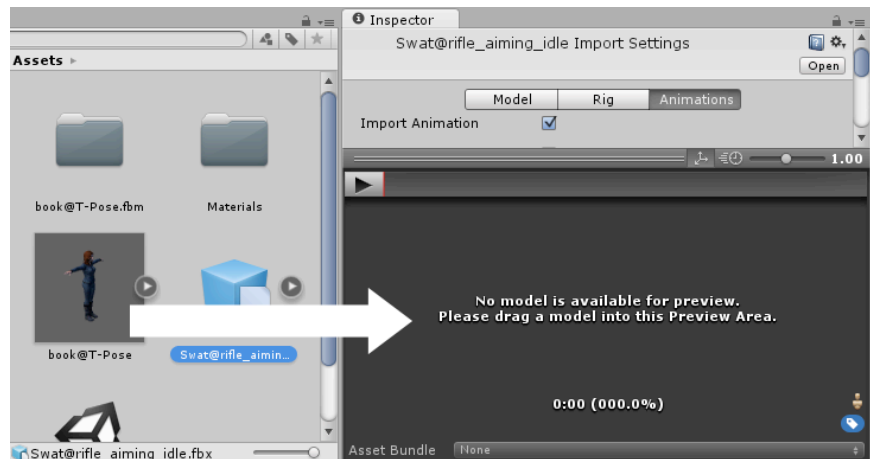 Assets
book@T-Pose.fbm
Materials
book@T-Pose
Swat@rifle_aimin...
Swat@rifle_aiming_idle.fbx
Inspector
Swat@rifle_aiming_idle Import Settings
Open
Model Rig Animations
Import Animation
1.00
No model is available for preview.
Please drag a model into this Preview Area.
0:00 (000.0%)
Asset Bundle None